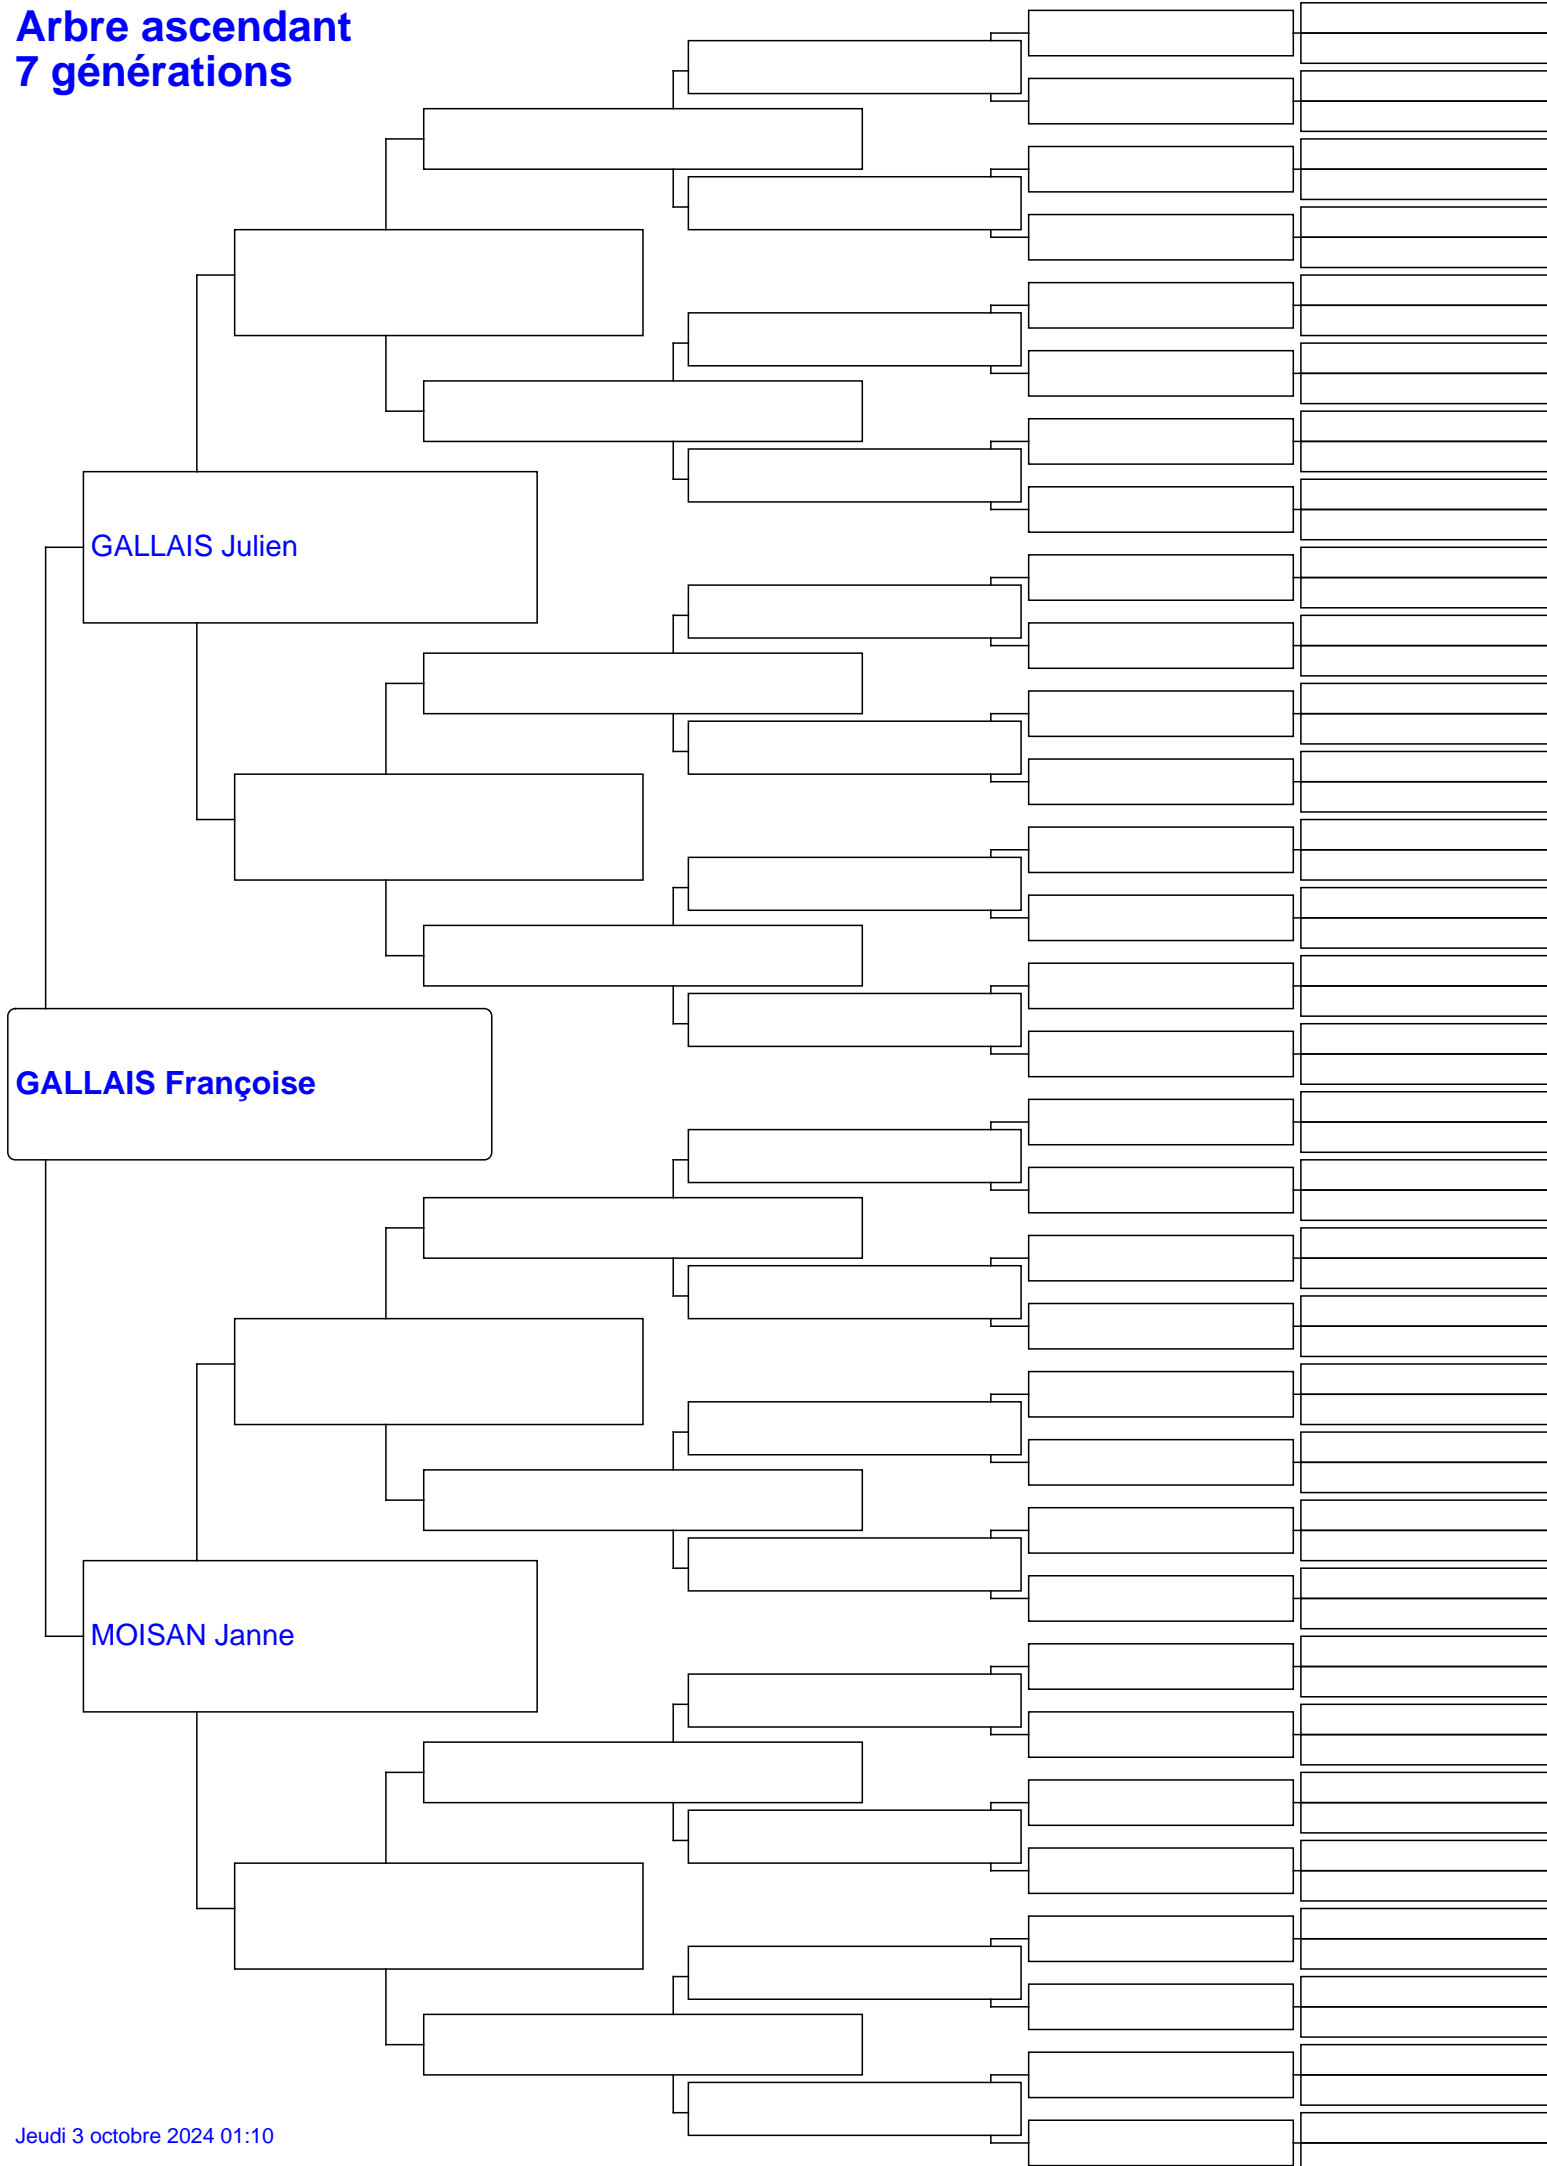 Arbre ascendant
7 générations
GALLAIS Julien
GALLAIS Françoise
MOISAN Janne
Jeudi 3 octobre 2024 01:10